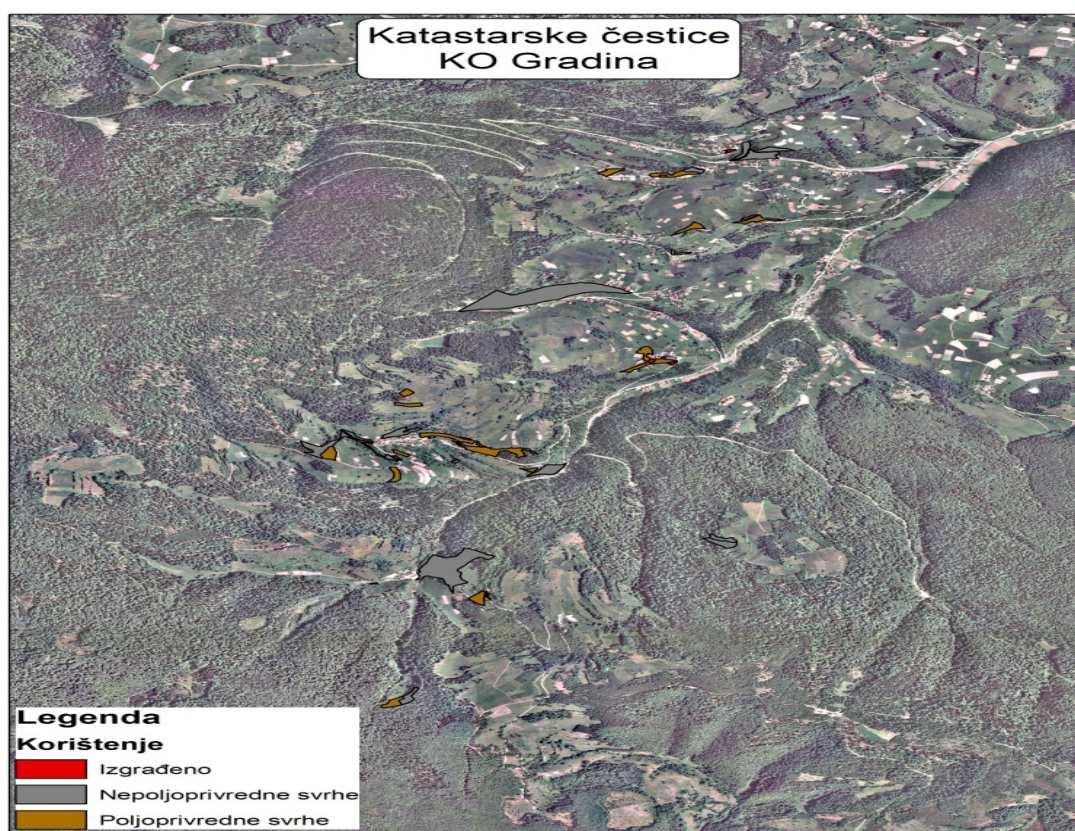 Katastarske čestice
KO Gradina
Legenda
Korištenje
Izgrađeno
Nepoljoprivredne svrhe
Poljoprivredne svrhe